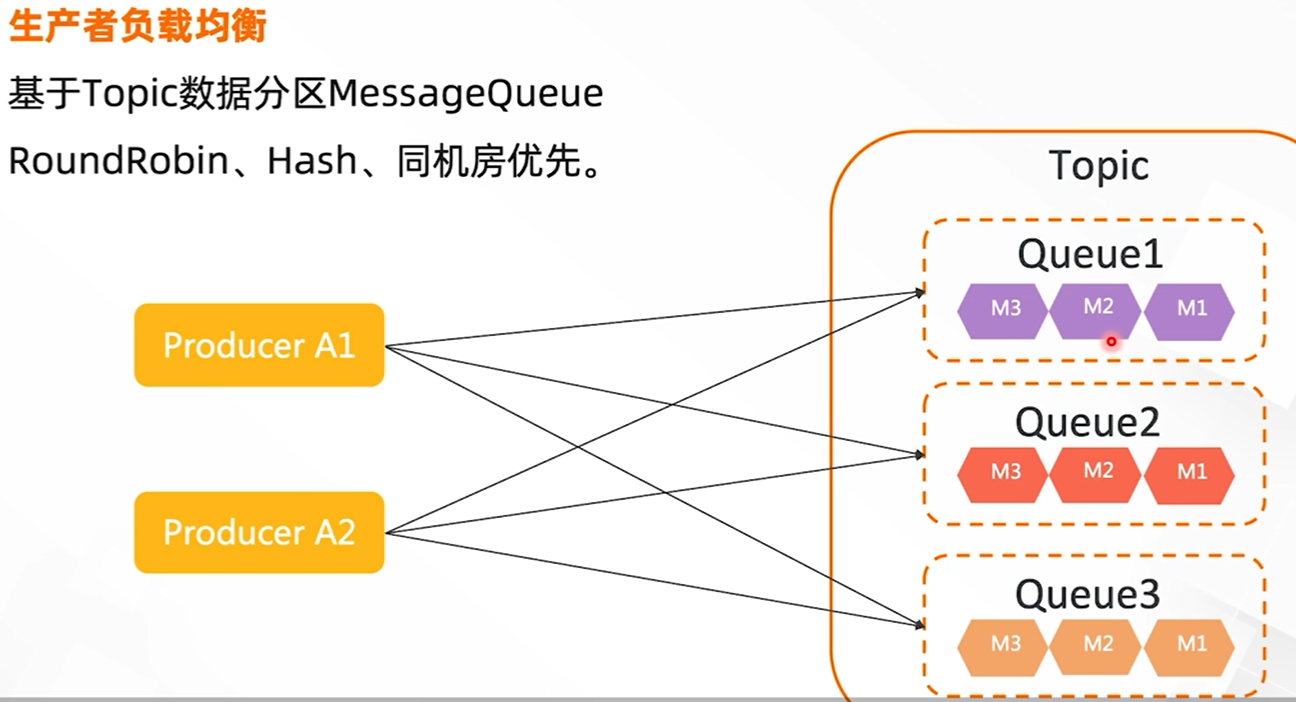 生产者负载均衡
基于Topic数据分区MessageQueue
RoundRobin、Hash、同机房优先。
Topic
Queue1
M3 M2 M1
Producer A1
Queue2
M3 M2 M1
Producer A2
Queue3
M3 M2 M1